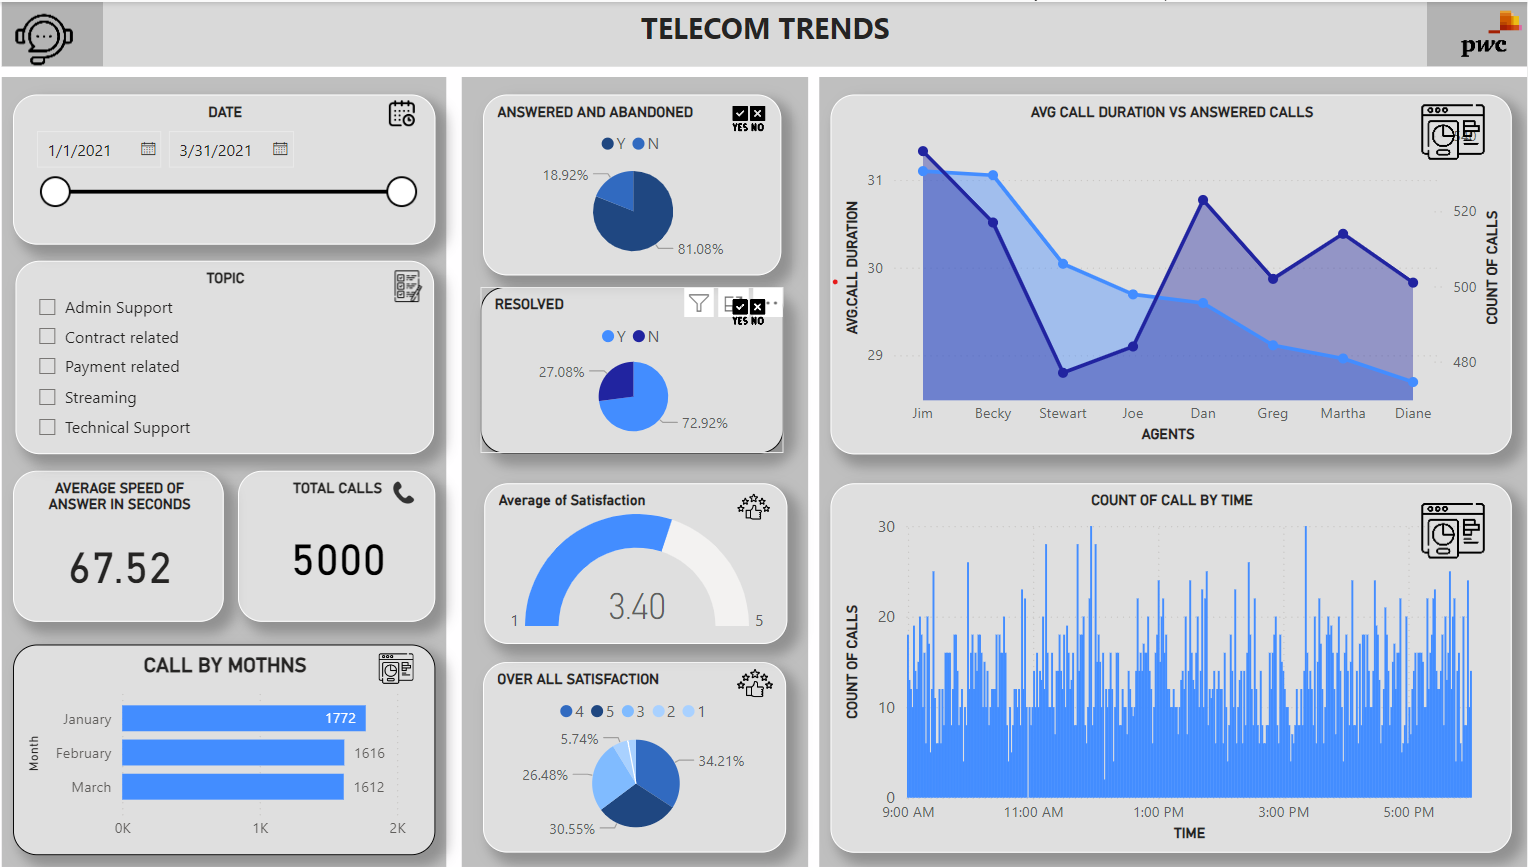 TELECOM TRENDS
pwc
DATE
1/1/2021
3/31/2021
TOPIC
Admin Support
Contract related
Payment related
Streaming
Technical Support
AVERAGE SPEED OF
ANSWER IN SECONDS
67.52
TOTAL CALLS
5000
CALL BY MOTHNS
Month
January
1772
February
1616
March
1612
0K
1K
2K
ANSWERED AND ABANDONED
YES NO
Y
N
18.92%
81.08%
RESOLVED
YES NO
Y
N
27.08%
72.92%
Average of Satisfaction
3.40
1
5
OVER ALL SATISFACTION
4
5
3
2
1
5.74%
34.21%
26.48%
30.55%
AVG CALL DURATION VS ANSWERED CALLS
AVG.CALL DURATION
31
30
29
540
520
500
480
COUNT OF CALLS
Jim
Becky
Stewart
Joe
Dan
Greg
Martha
Diane
AGENTS
COUNT OF CALL BY TIME
COUNT OF CALLS
30
20
10
0
9:00 AM
11:00 AM
1:00 PM
3:00 PM
5:00 PM
TIME